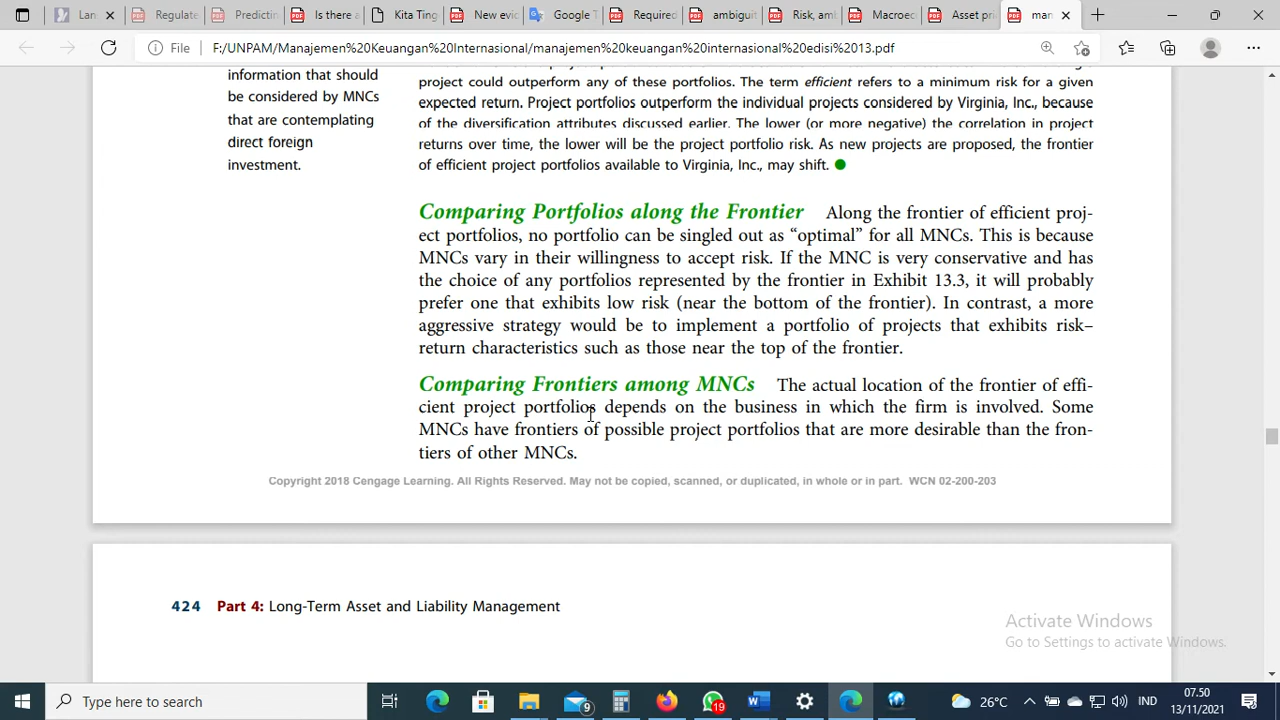 Lan
Regulate
Predictin
Is there a
Kita Ting
New evid
Google T
Required
ambiguit
Risk, amb
Macroec
Asset pri
man
File
F:/UNPAM/Manajemen%20Keuangan%20Internasional/manajemen%20keuangan%20internasional%20edisi%2013.pdf
information that should
be considered by MNCs
that are contemplating
direct foreign
investment.
project could outperform any of these portfolios. The term efficient refers to a minimum risk for a given
expected return. Project portfolios outperform the individual projects considered by Virginia, Inc., because
of the diversification attributes discussed earlier. The lower (or more negative) the correlation in project
returns over time, the lower will be the project portfolio risk. As new projects are proposed, the frontier
of efficient project portfolios available to Virginia, Inc., may shift.
Comparing Portfolios along the Frontier Along the frontier of efficient proj-
ect portfolios, no portfolio can be singled out as “optimal” for all MNCs. This is because
MNCs vary in their willingness to accept risk. If the MNC is very conservative and has
the choice of any portfolios represented by the frontier in Exhibit 13.3, it will probably
prefer one that exhibits low risk (near the bottom of the frontier). In contrast, a more
aggressive strategy would be to implement a portfolio of projects that exhibits risk–
return characteristics such as those near the top of the frontier.
Comparing Frontiers among MNCs The actual location of the frontier of effi-
cient project portfolios depends on the business in which the firm is involved. Some
MNCs have frontiers of possible project portfolios that are more desirable than the fron-
tiers of other MNCs.
Copyright 2018 Cengage Learning. All Rights Reserved. May not be copied, scanned, or duplicated, in whole or in part. WCN 02-200-203
424 Part 4: Long-Term Asset and Liability Management
Activate Windows
Go to Settings to activate Windows.
Type here to search
9
19
26°C
IND
07.50
13/11/2021